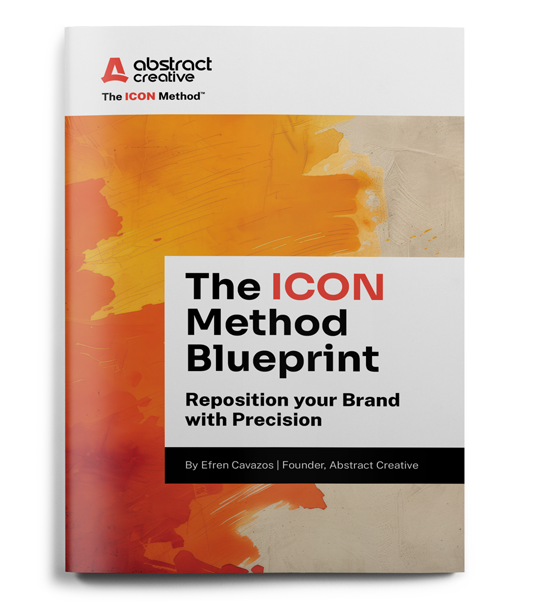 abstract
creative
The ICON Method™
The ICON
Method
Blueprint
Reposition your Brand
with Precision
By Efren Cavazos | Founder, Abstract Creative